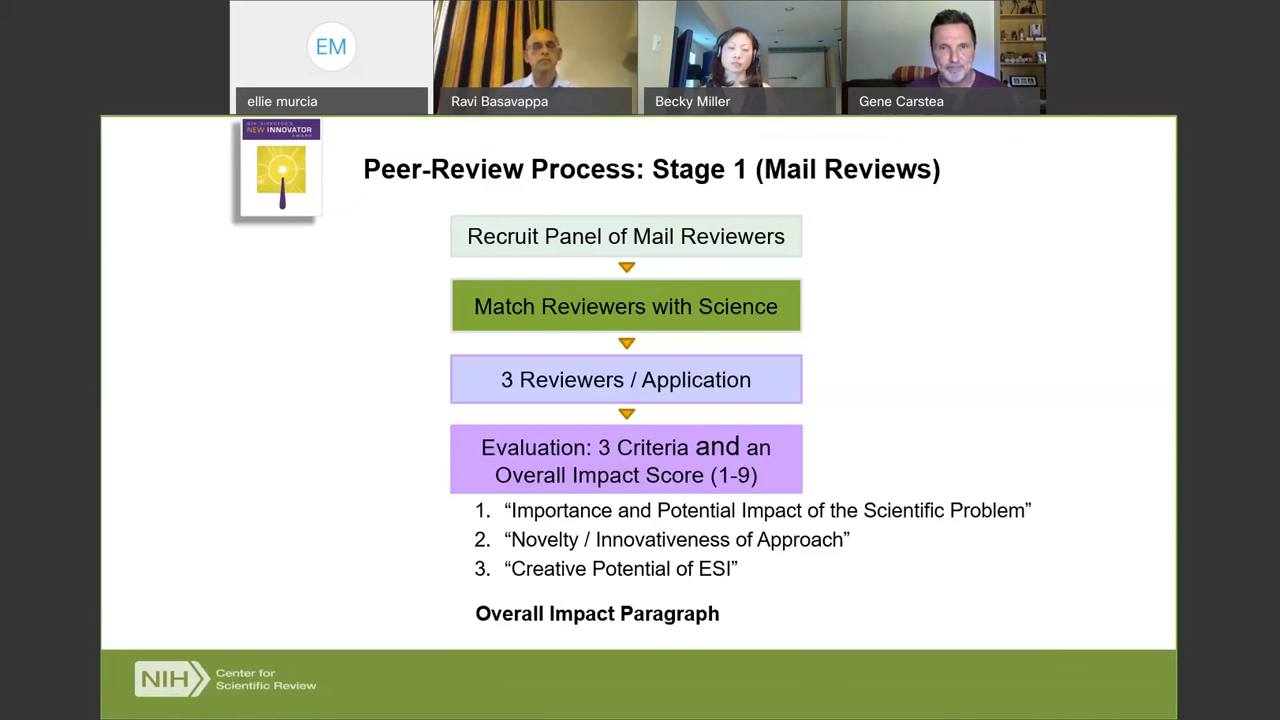 EM
ellie murcia
Ravi Basavappa
Becky Miller
Gene Carstea
NIH DIRECTOR'S
NEW INNOVATOR
AWARD
Peer-Review Process: Stage 1 (Mail Reviews)
Recruit Panel of Mail Reviewers
Match Reviewers with Science
3 Reviewers / Application
Evaluation: 3 Criteria and an
Overall Impact Score (1-9)
1. “Importance and Potential Impact of the Scientific Problem”
2. “Novelty / Innovativeness of Approach”
3. “Creative Potential of ESI”
Overall Impact Paragraph
NIH
Center for
Scientific Review